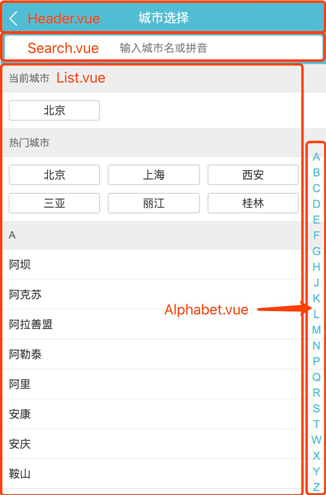 Header.vue 城市选择
Search.vue 输入城市名或拼音
当前城市 List.vue
北京
热门城市
北京 上海 西安
三亚 丽江 桂林
A
阿坝
阿克苏
阿拉善盟
阿勒泰
阿里
安康
安庆
鞍山
Alphabet.vue
A
B
C
D
E
F
G
H
J
K
L
M
N
P
Q
R
S
T
W
X
Y
Z